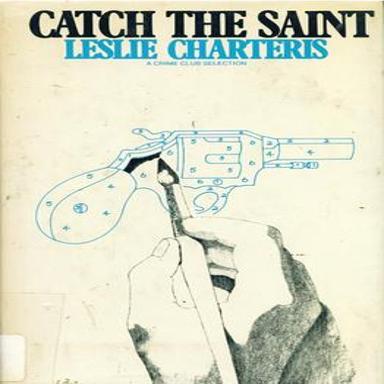 CATCH THE SAINT
LESLIE CHARTERIS
A CRIME CLUB SELECTION